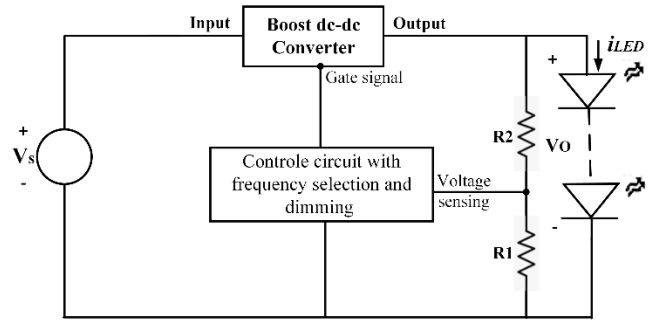 Input
Boost dc-dc
Converter
Output
iLED
Gate signal
+
+
R2
VO
Vs
-
Controle circuit with
frequency selection and
dimming
Voltage
sensing
-
R1